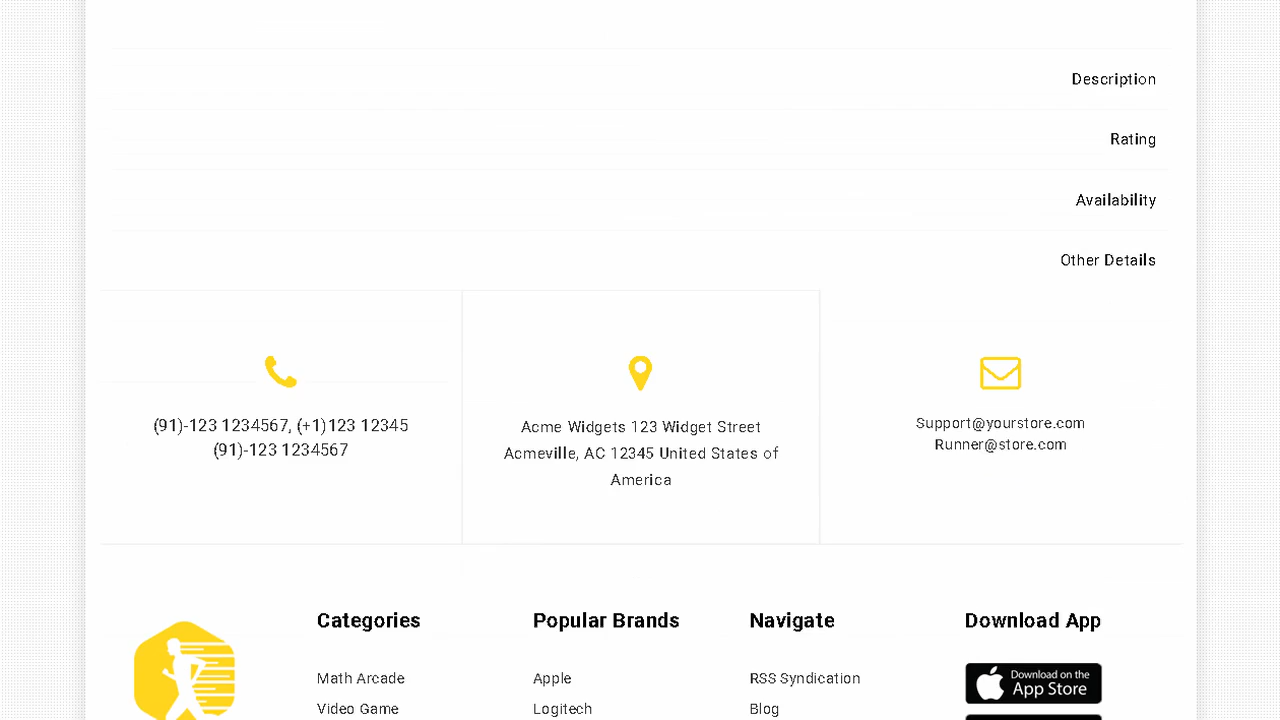 Description
Rating
Availability
Other Details
(91)-123 1234567, (+1)123 12345
(91)-123 1234567
Acme Widgets 123 Widget Street
Acmeville, AC 12345 United States of
America
Support@yourstore.com
Runner@store.com
Categories
Math Arcade
Video Game
Popular Brands
Apple
Logitech
Navigate
RSS Syndication
Blog
Download App
Download on the
App Store